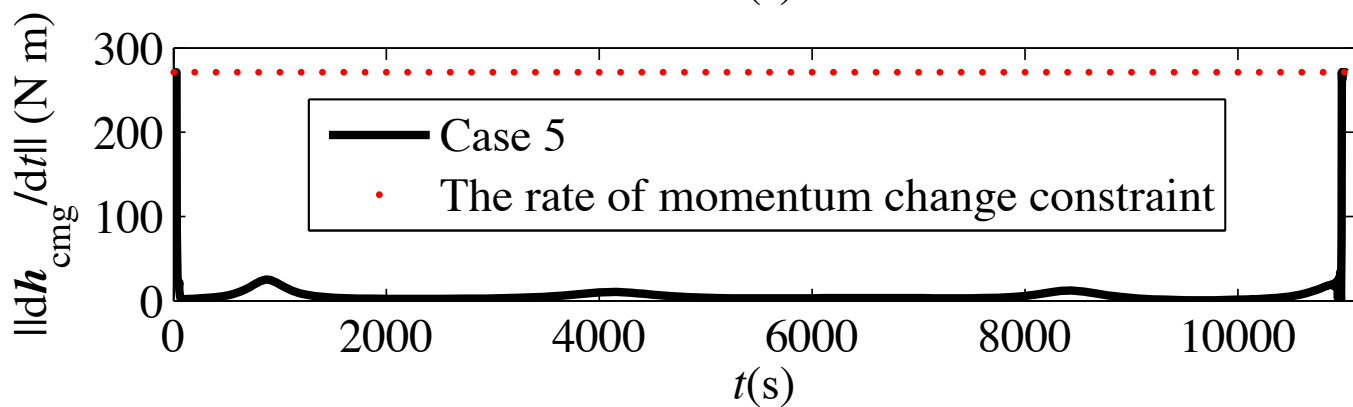 300
200
100
0
||dh_cmg/dt|| (N m)
Case 5
The rate of momentum change constraint
0 2000 4000 6000 8000 10000
t(s)